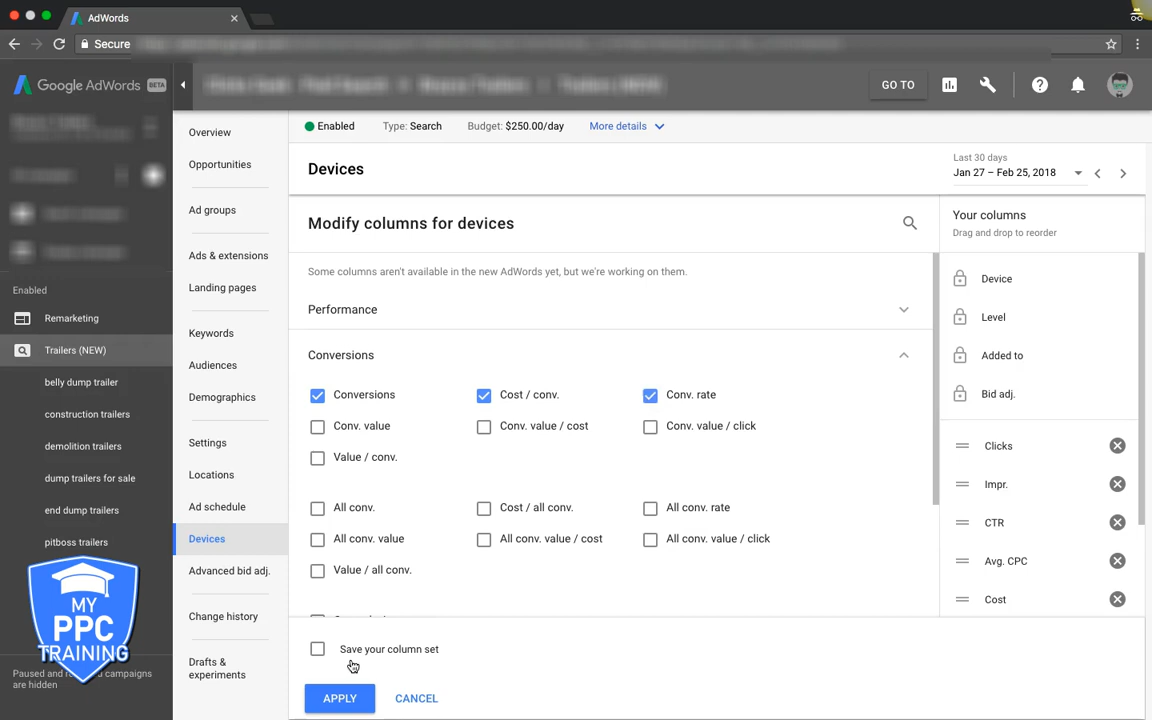 AdWords
Secure
Google AdWords BETA
GO TO
Enabled
Type: Search
Budget: $250.00/day
More details
Overview
Opportunities
Ad groups
Ads & extensions
Landing pages
Keywords
Audiences
Demographics
Settings
Locations
Ad schedule
Devices
Advanced bid adj.
Change history
Drafts &
experiments
Enabled
Remarketing
Trailers (NEW)
belly dump trailer
construction trailers
demolition trailers
dump trailers for sale
end dump trailers
pitboss trailers
MY
PPC
TRAINING
Paused and
campaigns
are hidden
Devices
Last 30 days
Jan 27 – Feb 25, 2018
Modify columns for devices
Some columns aren't available in the new AdWords yet, but we're working on them.
Performance
Conversions
Conversions
Cost / conv.
Conv. rate
Conv. value
Conv. value / cost
Conv. value / click
Value / conv.
All conv.
Cost / all conv.
All conv. rate
All conv. value
All conv. value / cost
All conv. value / click
Value / all conv.
Save your column set
APPLY
CANCEL
Your columns
Drag and drop to reorder
Device
Level
Added to
Bid adj.
Clicks
Impr.
CTR
Avg. CPC
Cost